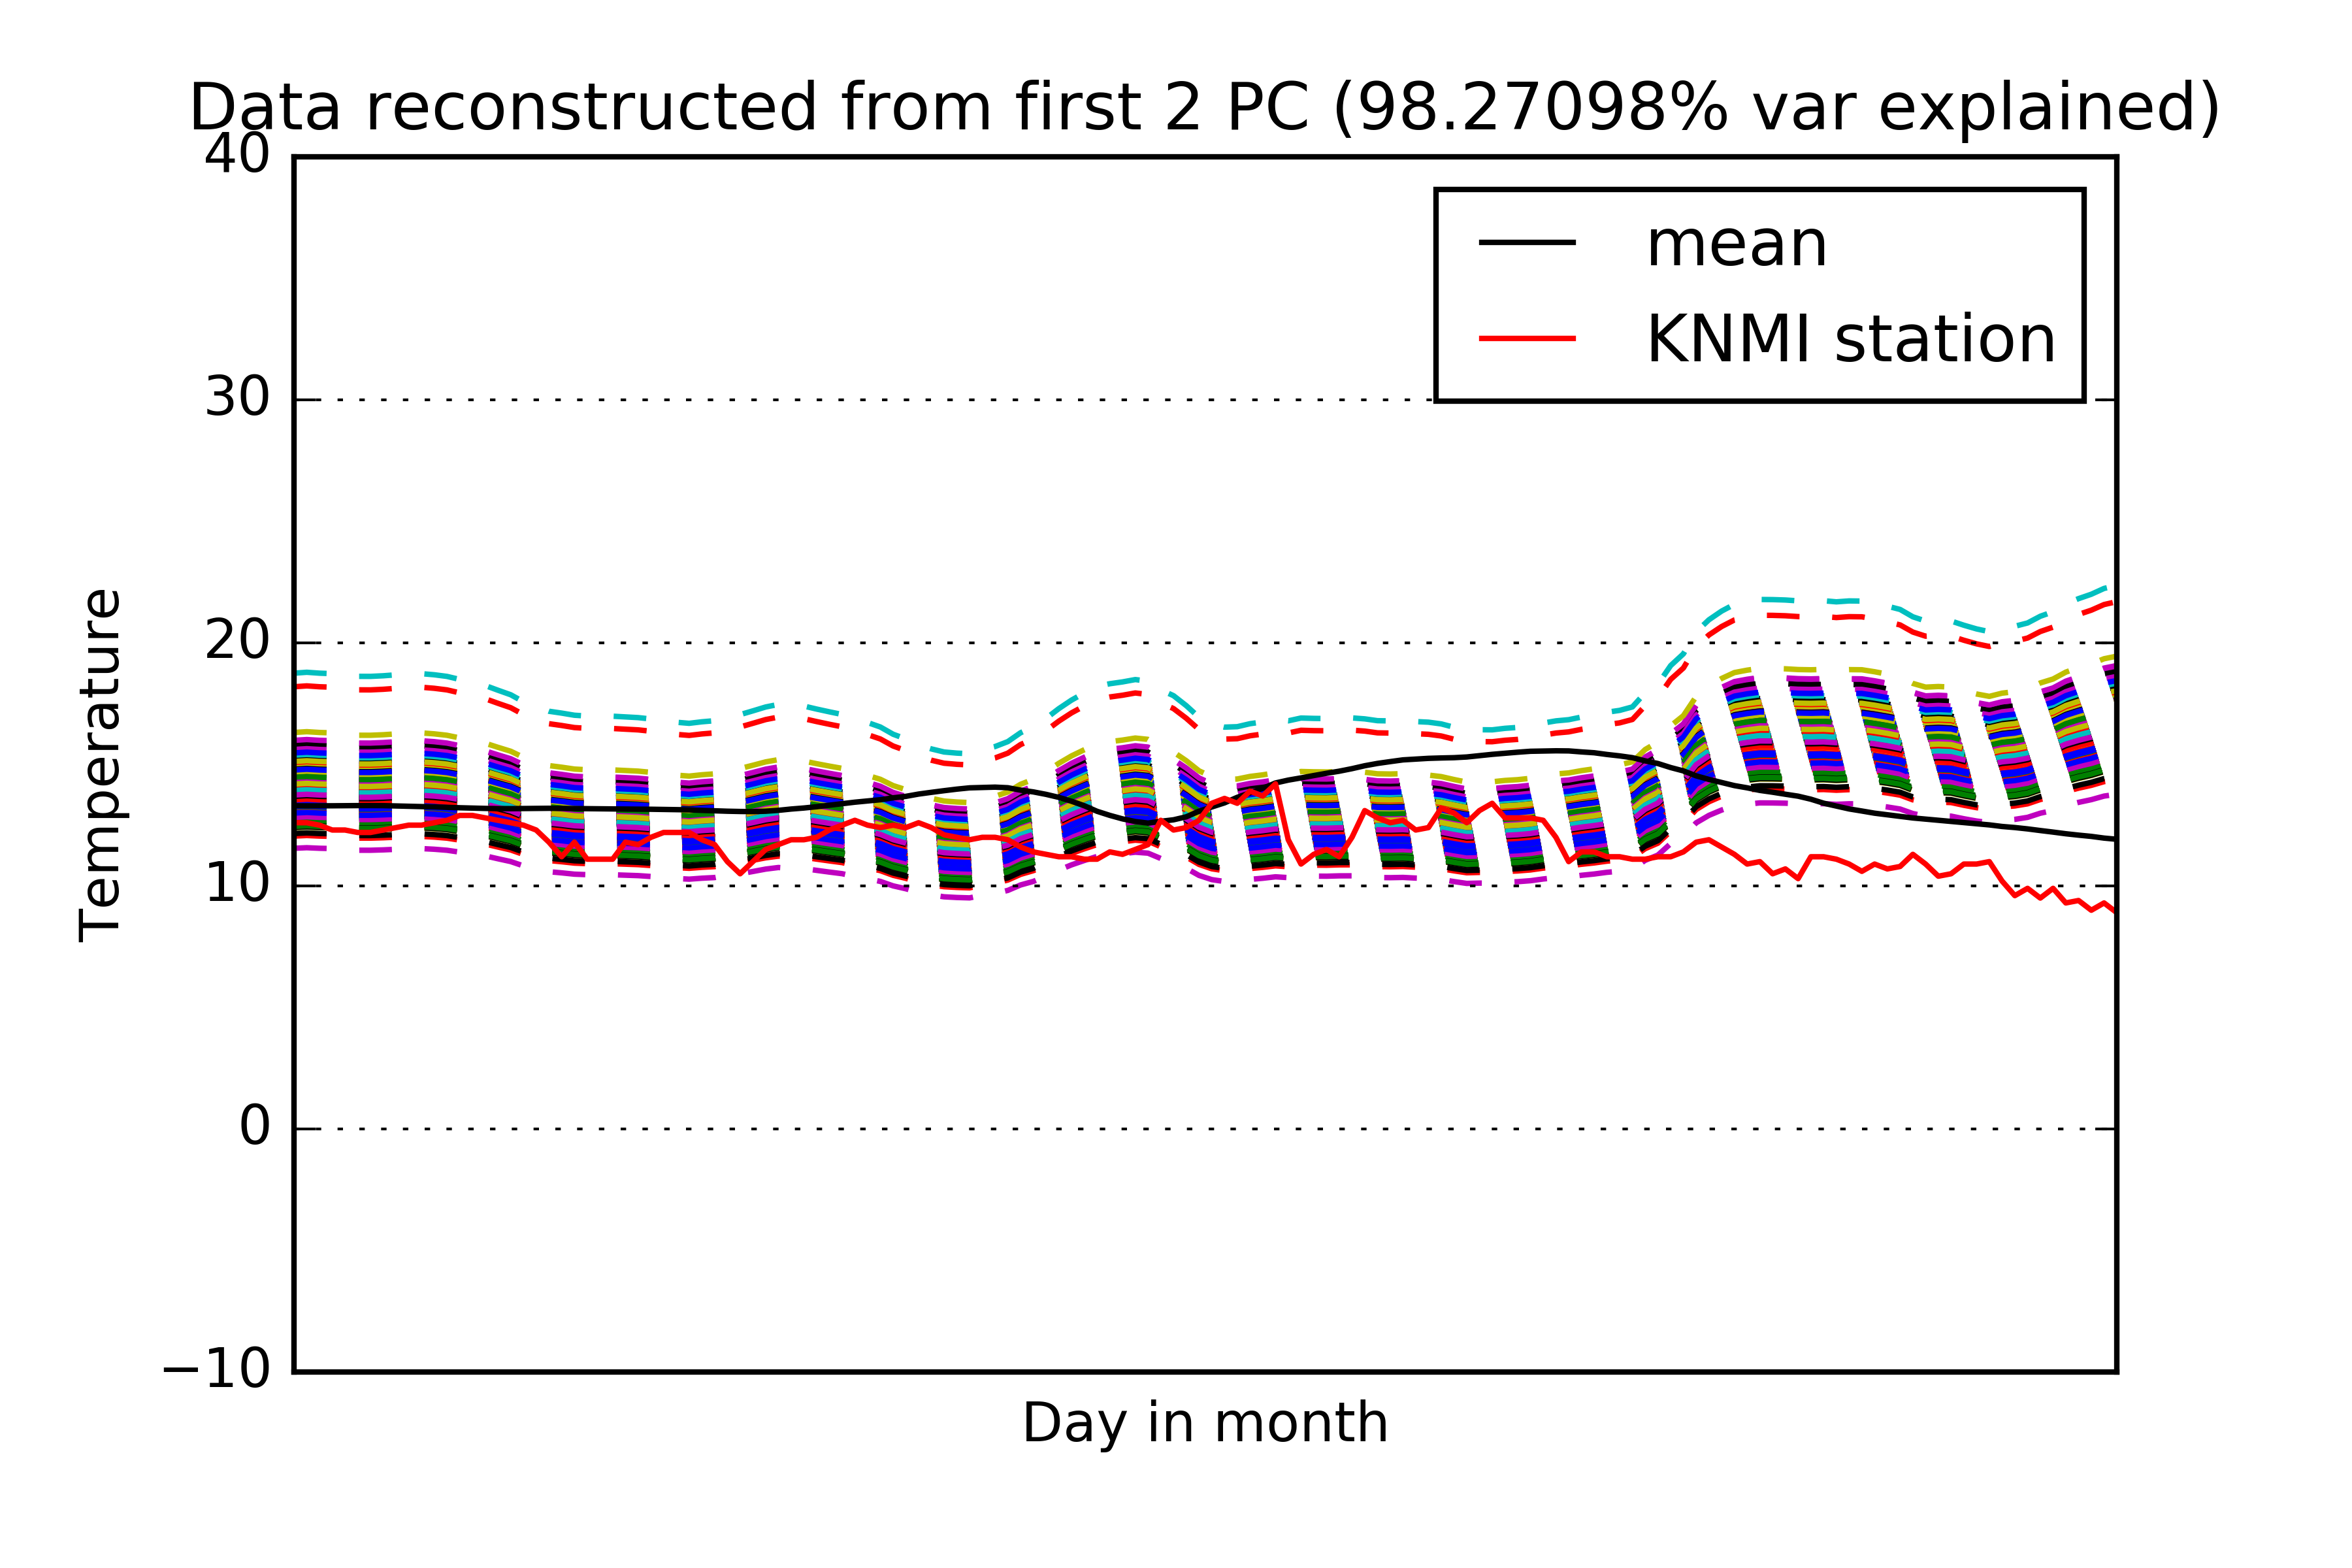 Data reconstructed from first 2 PC (98.27098% var explained)
40
30
20
10
0
−10
Temperature
Day in month
mean
KNMI station